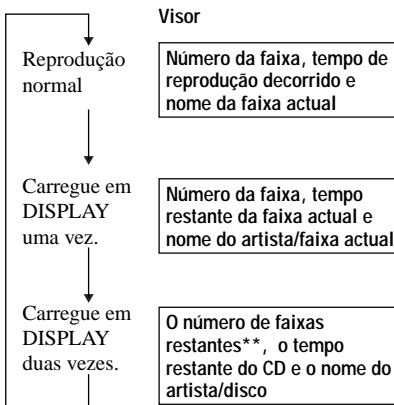 Visor
Reprodução
normal
Número da faixa, tempo de
reprodução decorrido e
nome da faixa actual
Carregue em
DISPLAY
uma vez.
Número da faixa, tempo
restante da faixa actual e
nome do artista/faixa actual
Carregue em
DISPLAY
duas vezes.
O número de faixas
restantes**, o tempo
restante do CD e o nome do
artista/disco